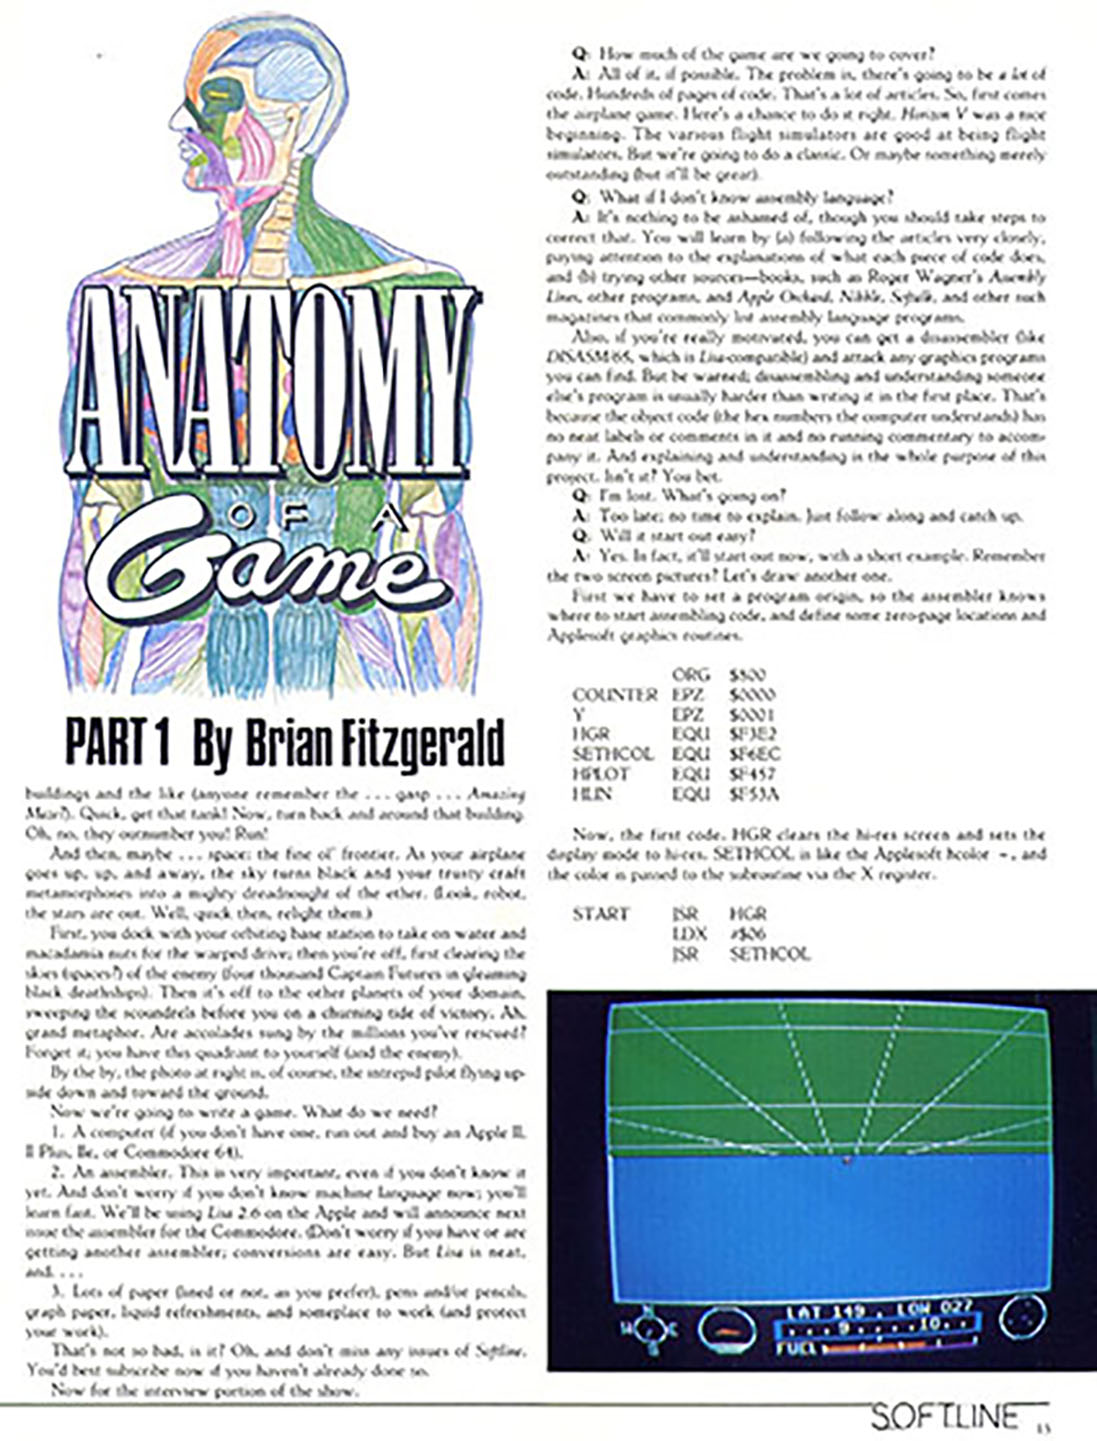 ANATOMY
OF A
Game
PART 1 By Brian Fitzgerald
buildings and the like (anyone remember the . . . gasp . . . Amazing
Maze?). Quick, get that tank! Now, turn back and around that building.
Oh, no, they outnumber you! Run!
And then, maybe . . . space: the fine ol' frontier. As your airplane
goes up, up, and away, the sky turns black and your trusty craft
metamorphoses into a mighty dreadnought of the ether. (Look, robot,
the stars are out. Well, quick then, relight them.)
First, you dock with your orbiting base station to take on water and
macadamia nuts for the warped drive; then you're off, first clearing the
skies (spaces?) of the enemy (four thousand Captain Futures in gleaming
black deathships). Then it's off to the other planets of your domain,
sweeping the scoundrels before you on a churning tide of victory. Ah,
grand metaphor. Are accolades sung by the millions you've rescued?
Forget it; you have this quadrant to yourself (and the enemy).
By the by, the photo at right is, of course, the intrepid pilot flying up-
side down and toward the ground.
Now we're going to write a game. What do we need?
1. A computer (if you don't have one, run out and buy an Apple II,
II Plus, IIe, or Commodore 64).
2. An assembler. This is very important, even if you don't know it
yet. And don't worry if you don't know machine language now; you'll
learn fast. We'll be using Lisa 2.6 on the Apple and will announce next
issue the assembler for the Commodore. (Don't worry if you have or are
getting another assembler; conversions are easy. But Lisa is neat,
and. . . .
3. Lots of paper (lined or not, as you prefer), pens and/or pencils,
graph paper, liquid refreshments, and someplace to work (and protect
your work).
That's not so bad, is it? Oh, and don't miss any issues of Softline.
You'd best subscribe now if you haven't already done so.
Now for the interview portion of the show.
Q: How much of the game are we going to cover?
A: All of it, if possible. The problem is, there's going to be a lot of
code. Hundreds of pages of code. That's a lot of articles. So, first comes
the airplane game. Here's a chance to do it right. Horizon V was a nice
beginning. The various flight simulators are good at being flight
simulators. But we're going to do a classic. Or maybe something merely
outstanding (but it'll be great).
Q: What if I don't know assembly language?
A: It's nothing to be ashamed of, though you should take steps to
correct that. You will learn by (a) following the articles very closely,
paying attention to the explanations of what each piece of code does,
and (b) trying other sources—books, such as Roger Wagner's Assembly
Lines, other programs, and Apple Orchard, Nibble, Softalk, and other such
magazines that commonly list assembly language programs.
Also, if you're really motivated, you can get a disassembler (like
DISASM/65, which is Lisa-compatible) and attack any graphics programs
you can find. But be warned; disassembling and understanding someone
else's program is usually harder than writing it in the first place. That's
because the object code (the hex numbers the computer understands) has
no neat labels or comments in it and no running commentary to accom-
pany it. And explaining and understanding is the whole purpose of this
project. Isn't it? You bet.
Q: I'm lost. What's going on?
A: Too late; no time to explain. Just follow along and catch up.
Q: Will it start out easy?
A: Yes. In fact, it'll start out now, with a short example. Remember
the two screen pictures? Let's draw another one.
First we have to set a program origin, so the assembler knows
where to start assembling code, and define some zero-page locations and
Applesoft graphics routines.
ORG $800
COUNTER EPZ $0000
Y EPZ $0001
HGR EQU $F3E2
SETHCOL EQU $F6EC
HPLOT EQU $F457
HLIN EQU $F53A
Now, the first code. HGR clears the hi-res screen and sets the
display mode to hi-res. SETHCOL is like the Applesoft hcolor =, and
the color is passed to the subroutine via the X register.
START JSR HGR
LDX #$06
JSR SETHCOL
LAT 149 , LOW 027
N
W E
S
. . . 9 . . . . 10 . . .
FUEL
SOFTLINE 15